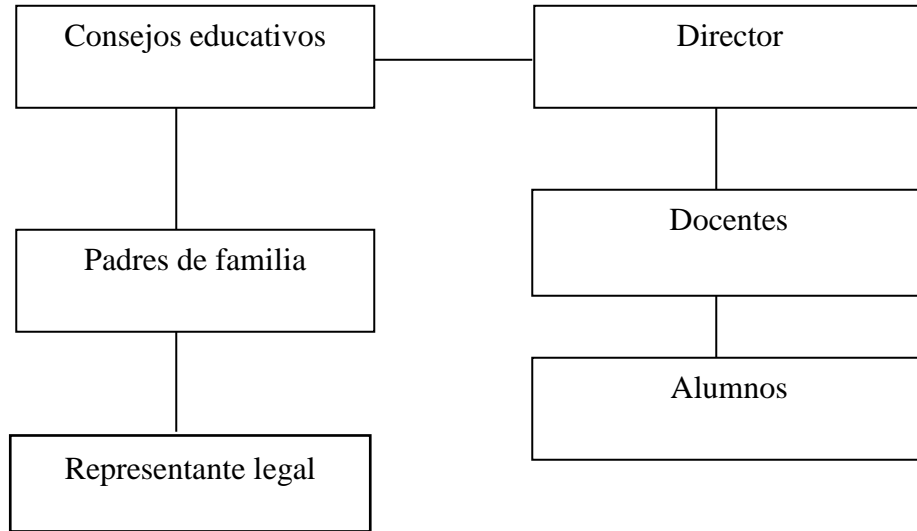 Consejos educativos
Director
Docentes
Padres de familia
Alumnos
Representante legal